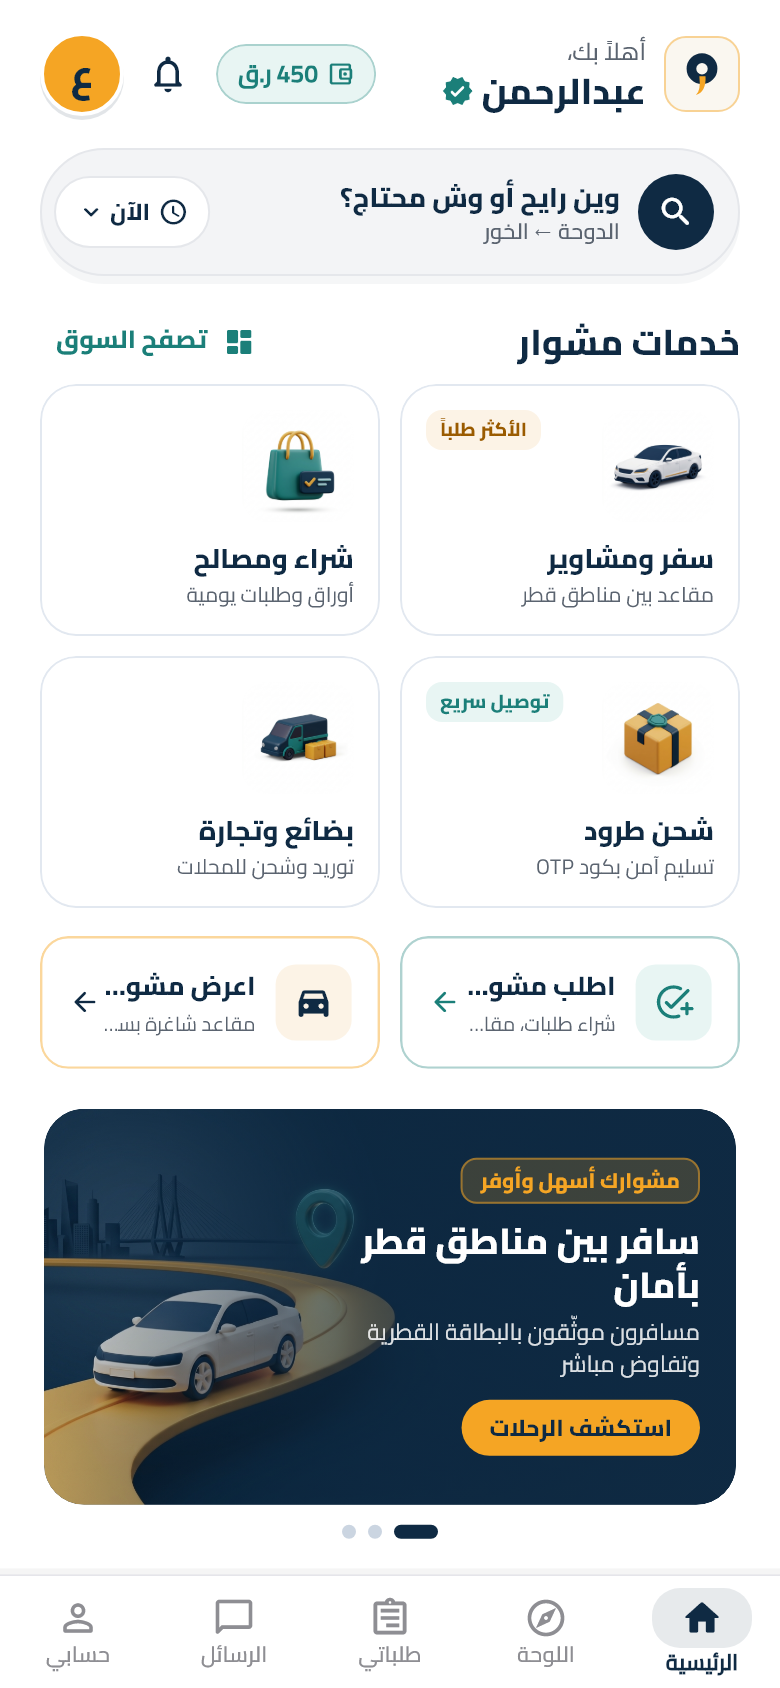 أهلاً بك،
عبدالرحمن
450 ر.ق
ع
وين رايح أو وش محتاج؟
الدوحة ← الخور
الآن
خدمات مشوار
تصفح السوق
الأكثر طلباً
سفر ومشاوير
مقاعد بين مناطق قطر
شراء ومصالح
أوراق وطلبات يومية
توصيل سريع
شحن طرود
تسليم آمن بكود OTP
بضائع وتجارة
توريد وشحن للمحلات
اطلب مشو...
شراء طلبات، مقا...
اعرض مشو...
مقاعد شاغرة بسـ...
مشوارك أسهل وأوفر
سافر بين مناطق قطر
بأمان
مسافرون موثّقون بالبطاقة القطرية
وتفاوض مباشر
استكشف الرحلات
الرئيسية
اللوحة
طلباتي
الرسائل
حسابي